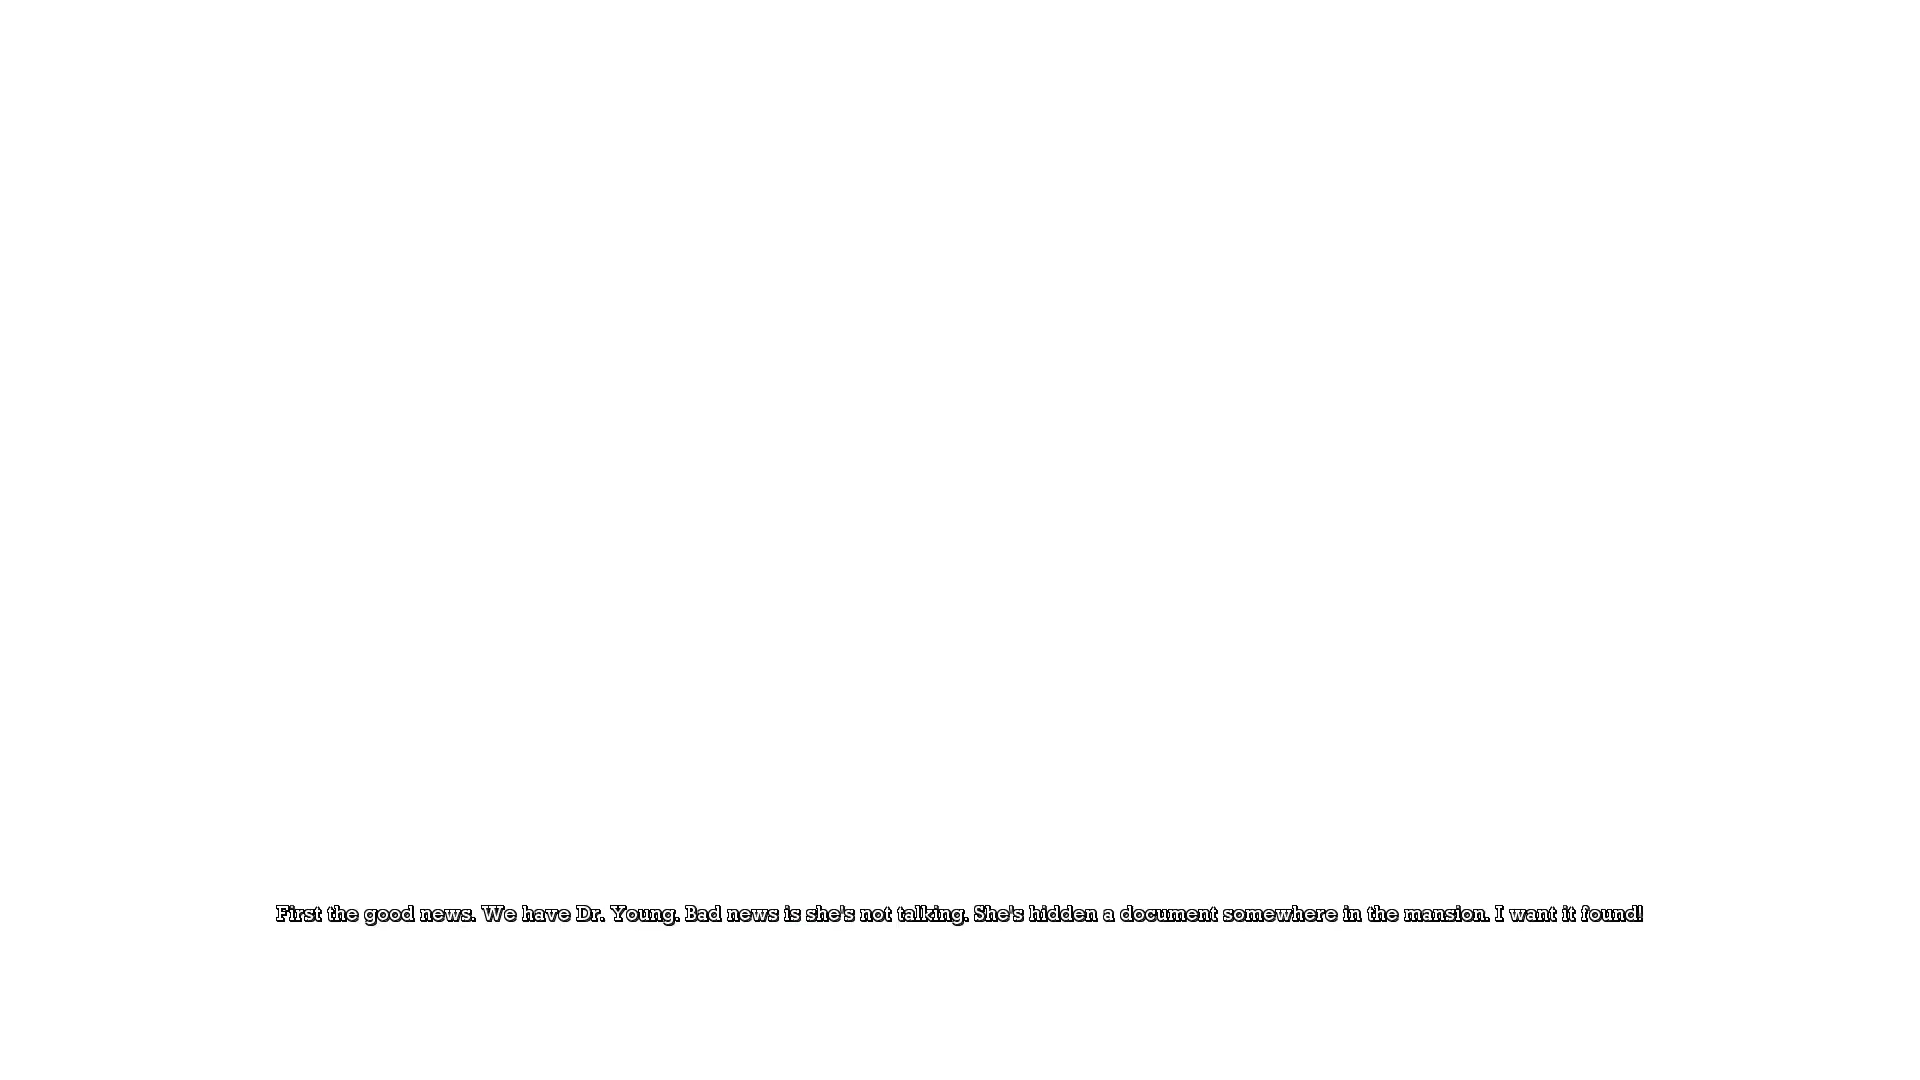 First the good news. We have Dr. Young. Bad news is she's not talking. She's hidden a document somewhere in the mansion. I want it found!